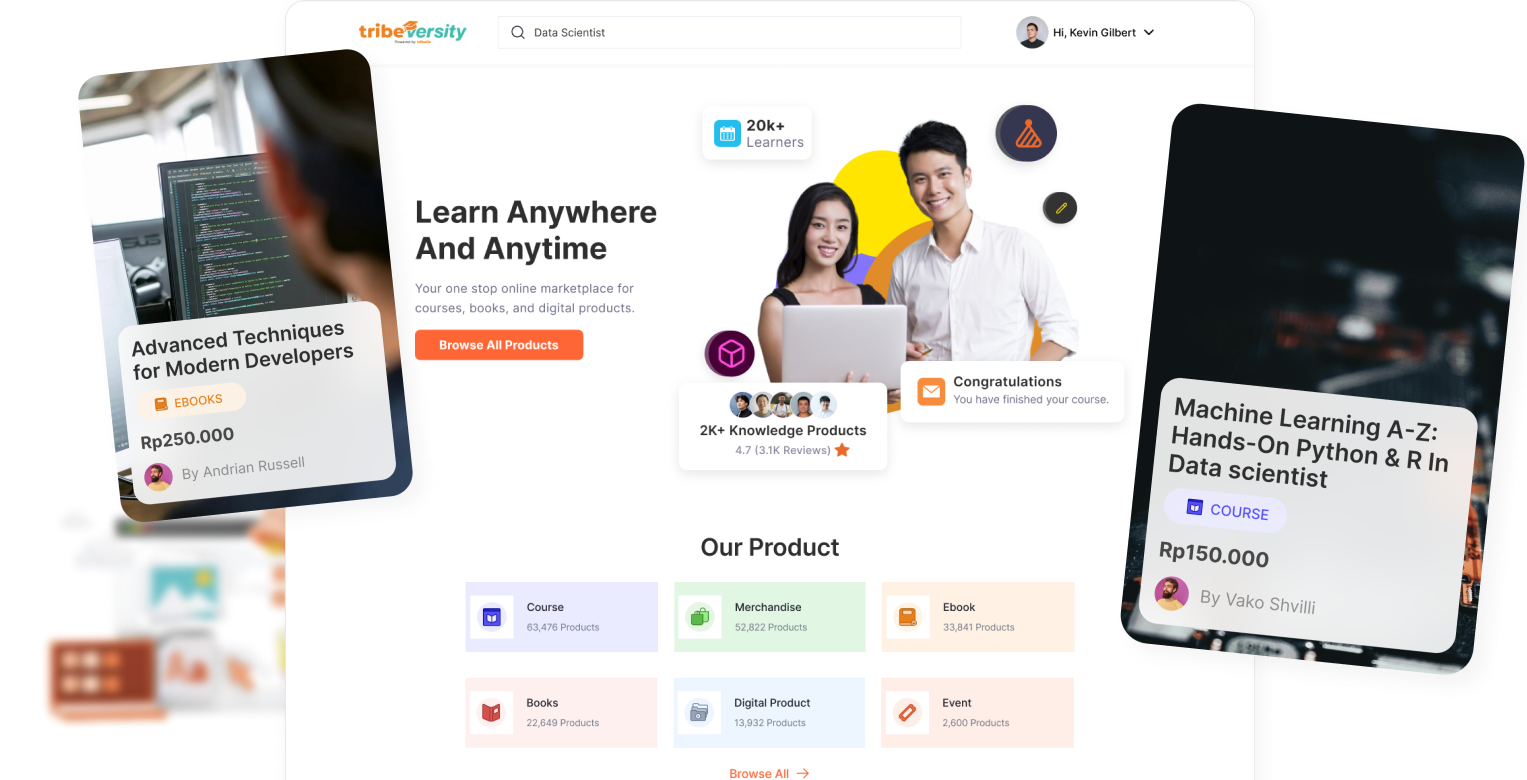 tribeversity
Data Scientist
Hi, Kevin Gilbert
20k+
Learners
Learn Anywhere
And Anytime
Your one stop online marketplace for
courses, books, and digital products.
Browse All Products
Congratulations
You have finished your course.
2K+ Knowledge Products
4.7 (3.1K Reviews)
Advanced Techniques
for Modern Developers
EBOOKS
Rp250.000
By Andrian Russell
Machine Learning A-Z:
Hands-On Python & R In
Data scientist
COURSE
Rp150.000
By Vako Shvilli
Our Product
Course
63,476 Products
Merchandise
52,822 Products
Ebook
33,841 Products
Books
22,649 Products
Digital Product
13,932 Products
Event
2,600 Products
Browse All